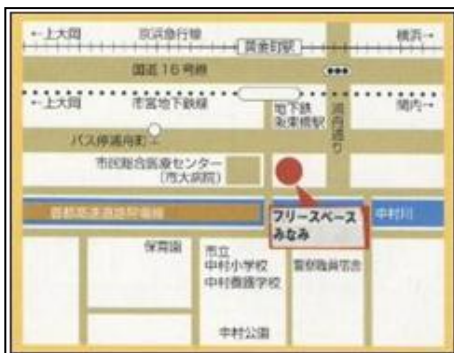 ←上大岡
京浜急行線
横浜→
黄金町駅
国道16号線
←上大岡
市営地下鉄線
地下鉄
阪東橋駅
関内→
浦舟通り
バス停浦舟町
市民総合医療センター
(市大病院)
首都高速道路狩場線
フリースペース
みなみ
中村川
保育園
市立
中村小学校
中村養護学校
警察職員宿舎
中村公園